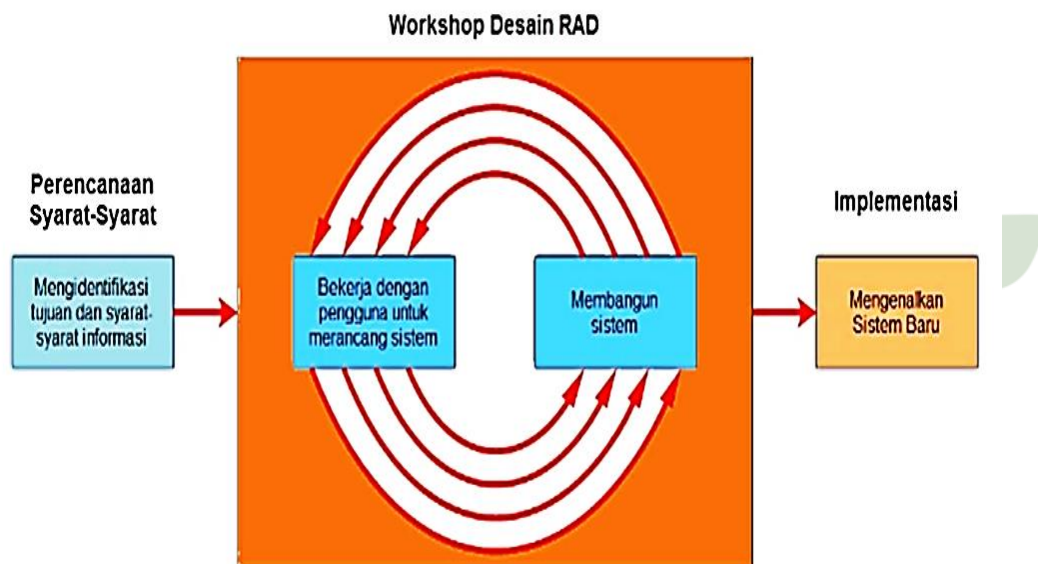 Workshop Desain RAD
Perencanaan
Syarat-Syarat
Mengidentifikasi
tujuan dan syarat-
syarat informasi
Bekerja dengan
pengguna untuk
merancang sistem
Membangun
sistem
Implementasi
Mengenalkan
Sistem Baru